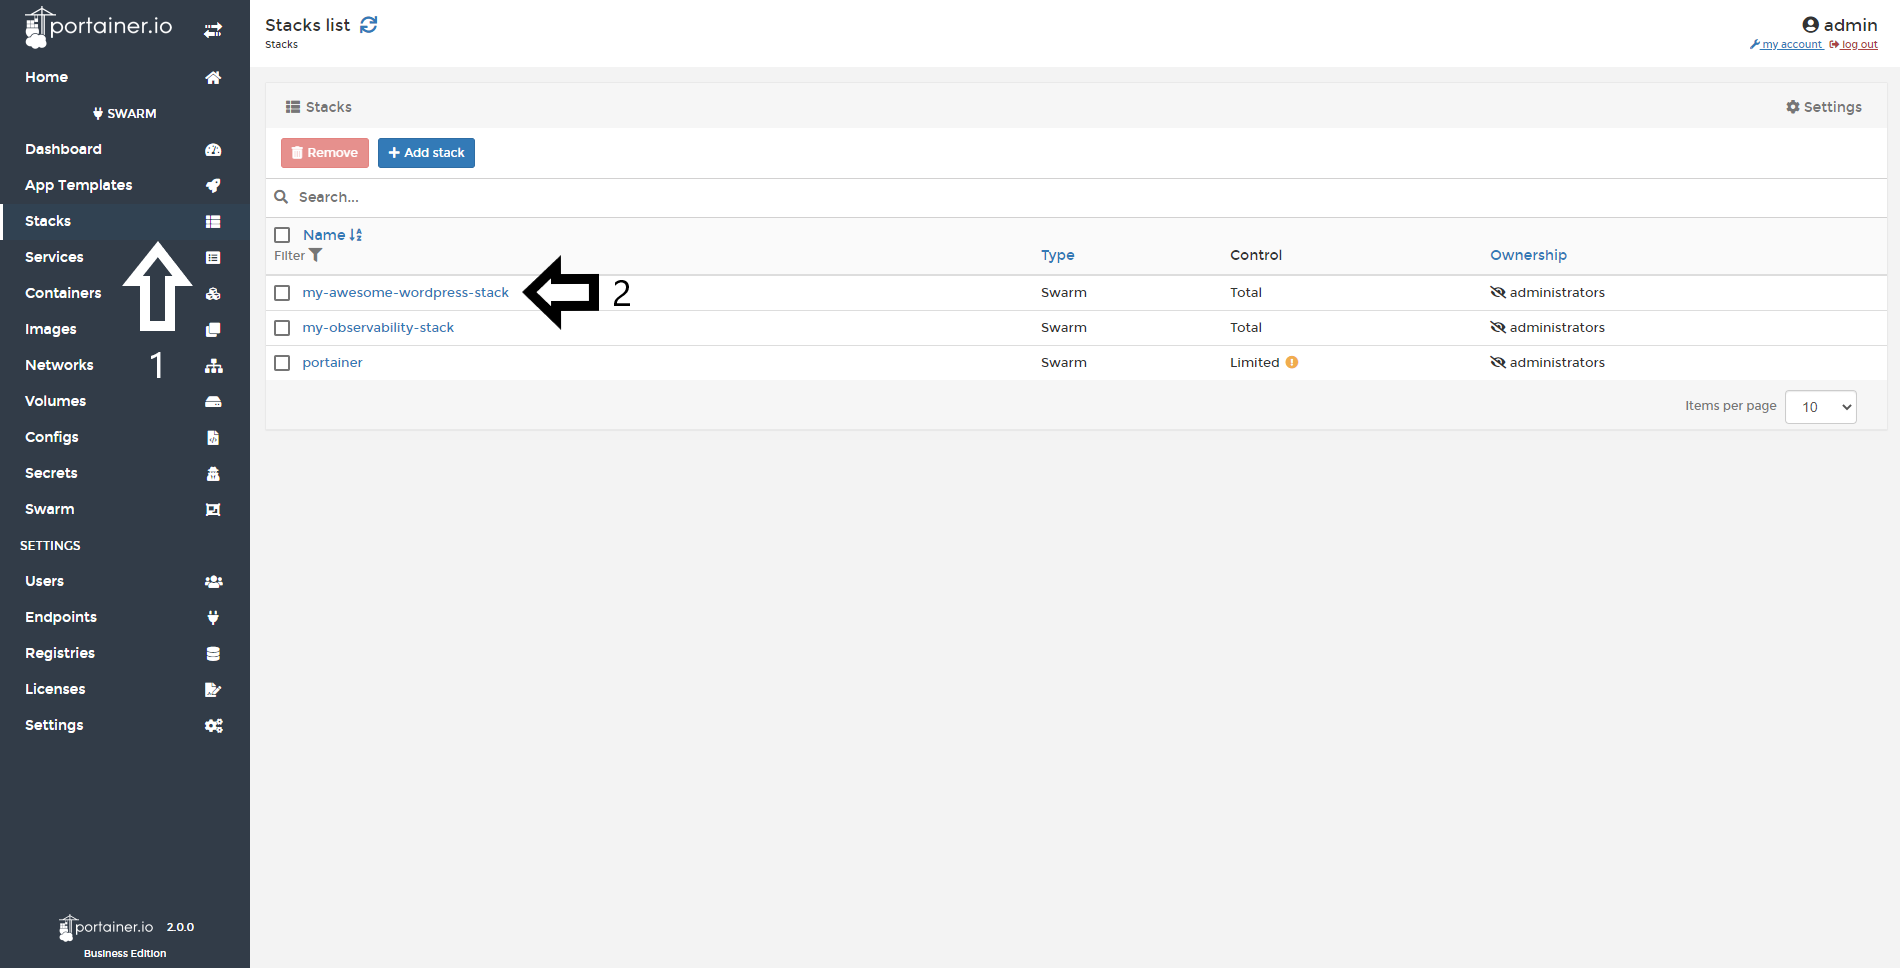 portainer.io
Home
SWARM
Dashboard
App Templates
Stacks
Services
Containers
Images
Networks
Volumes
Configs
Secrets
Swarm
SETTINGS
Users
Endpoints
Registries
Licenses
Settings
portainer.io 2.0.0
Business Edition
1
Stacks list
Stacks
admin
my account log out
Stacks
Settings
Remove Add stack
Search...
Name
Filter
Type Control Ownership
my-awesome-wordpress-stack Swarm Total administrators
2
my-observability-stack Swarm Total administrators
portainer Swarm Limited administrators
Items per page 10